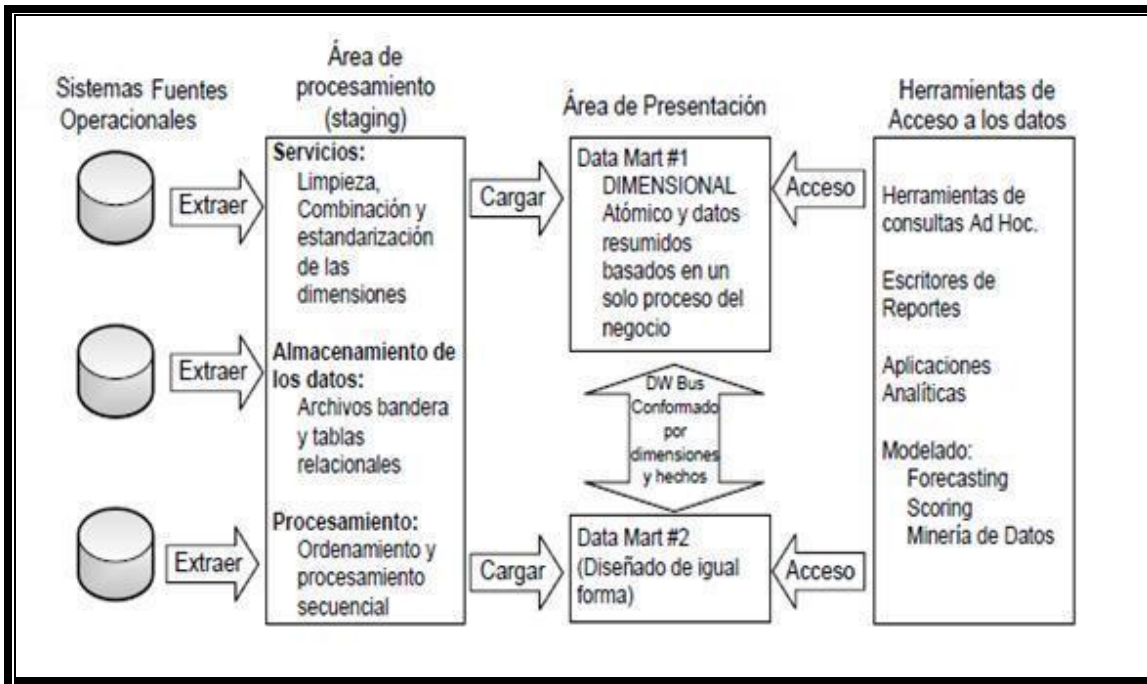 Sistemas Fuentes
Operacionales
Extraer
Extraer
Extraer
Área de
procesamiento
(staging)
Servicios:
Limpieza,
Combinación y
estandarización
de las
dimensiones
Almacenamiento de
los datos:
Archivos bandera
y tablas
relacionales
Procesamiento:
Ordenamiento y
procesamiento
secuencial
Cargar
Cargar
Área de Presentación
Data Mart #1
DIMENSIONAL
Atómico y datos
resumidos
basados en un
solo proceso del
negocio
DW Bus
Conformado
por
dimensiones
y hechos
Data Mart #2
(Diseñado de igual
forma)
Acceso
Acceso
Herramientas de
Acceso a los datos
Herramientas de
consultas Ad Hoc.
Escritores de
Reportes
Aplicaciones
Analíticas
Modelado:
Forecasting
Scoring
Minería de Datos